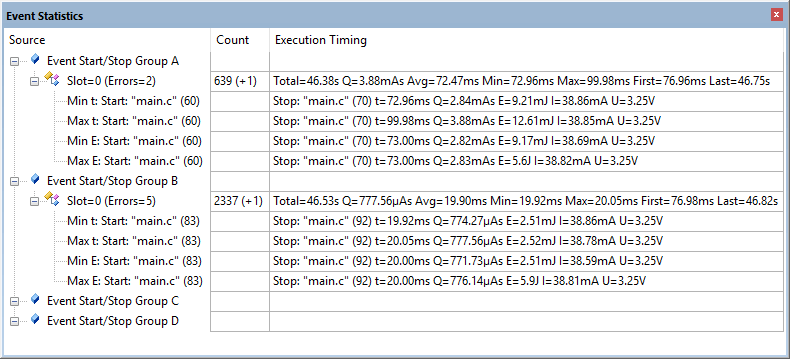 Event Statistics
Source Count Execution Timing
Event Start/Stop Group A
Slot=0 (Errors=2) 639 (+1) Total=46.38s Q=3.88mAs Avg=72.47ms Min=72.96ms Max=99.98ms First=76.96ms Last=46.75s
Min t: Start: "main.c" (60) Stop: "main.c" (70) t=72.96ms Q=2.84mAs E=9.21mJ I=38.86mA U=3.25V
Max t: Start: "main.c" (60) Stop: "main.c" (70) t=99.98ms Q=3.88mAs E=12.61mJ I=38.85mA U=3.25V
Min E: Start: "main.c" (60) Stop: "main.c" (70) t=73.00ms Q=2.82mAs E=9.17mJ I=38.69mA U=3.25V
Max E: Start: "main.c" (60) Stop: "main.c" (70) t=73.00ms Q=2.83mAs E=5.6J I=38.82mA U=3.25V
Event Start/Stop Group B
Slot=0 (Errors=5) 2337 (+1) Total=46.53s Q=777.56µAs Avg=19.90ms Min=19.92ms Max=20.05ms First=76.98ms Last=46.82s
Min t: Start: "main.c" (83) Stop: "main.c" (92) t=19.92ms Q=774.27µAs E=2.51mJ I=38.86mA U=3.25V
Max t: Start: "main.c" (83) Stop: "main.c" (92) t=20.05ms Q=777.56µAs E=2.52mJ I=38.78mA U=3.25V
Min E: Start: "main.c" (83) Stop: "main.c" (92) t=20.00ms Q=771.73µAs E=2.51mJ I=38.59mA U=3.25V
Max E: Start: "main.c" (83) Stop: "main.c" (92) t=20.00ms Q=776.14µAs E=5.9J I=38.81mA U=3.25V
Event Start/Stop Group C
Event Start/Stop Group D